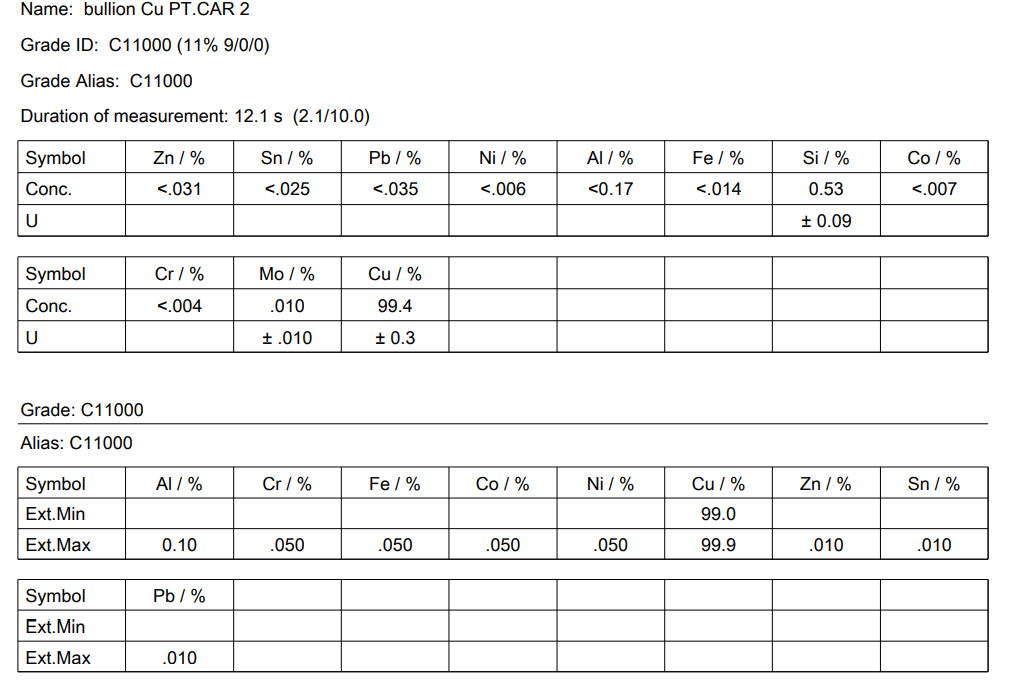 Name: bullion Cu PT.CAR 2
Grade ID: C11000 (11% 9/0/0)
Grade Alias: C11000
Duration of measurement: 12.1 s (2.1/10.0)
Symbol Zn / % Sn / % Pb / % Ni / % Al / % Fe / % Si / % Co / %
Conc. <.031 <.025 <.035 <.006 <0.17 <.014 0.53 <.007
U ± 0.09
Symbol Cr / % Mo / % Cu / %
Conc. <.004 .010 99.4
U ± .010 ± 0.3
Grade: C11000
Alias: C11000
Symbol Al / % Cr / % Fe / % Co / % Ni / % Cu / % Zn / % Sn / %
Ext.Min 99.0
Ext.Max 0.10 .050 .050 .050 .050 99.9 .010 .010
Symbol Pb / %
Ext.Min
Ext.Max .010